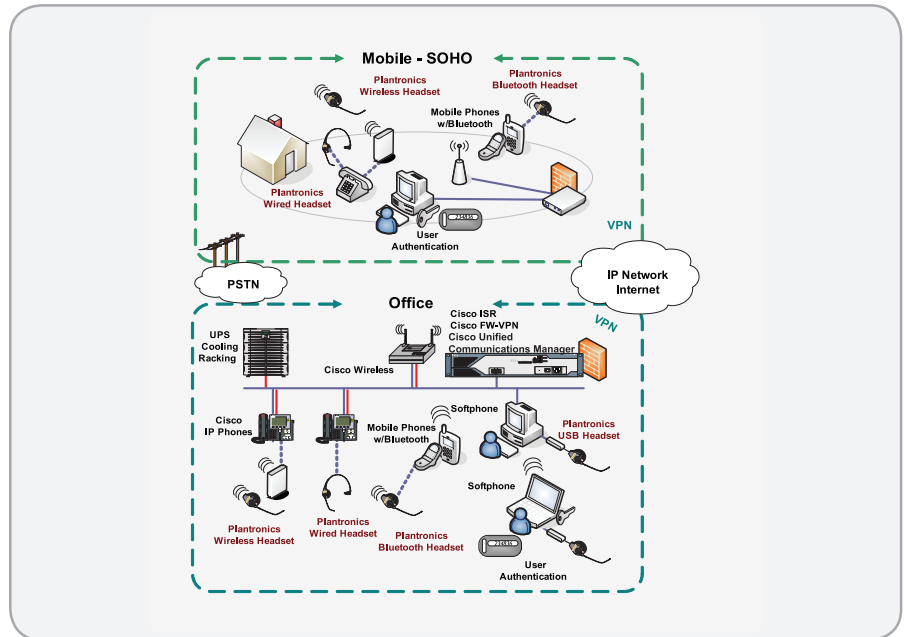 Mobile - SOHO
Plantronics
Wireless Headset
Plantronics
Bluetooth Headset
Mobile Phones
w/Bluetooth
Plantronics
Wired Headset
User
Authentication
VPN
PSTN
IP Network
Internet
Office
VPN
UPS
Cooling
Racking
Cisco Wireless
Cisco ISR
Cisco FW-VPN
Cisco Unified
Communications Manager
Cisco
IP Phones
Mobile Phones
w/Bluetooth
Softphone
Plantronics
USB Headset
Softphone
Plantronics
Wireless Headset
Plantronics
Wired Headset
Plantronics
Bluetooth Headset
User
Authentication